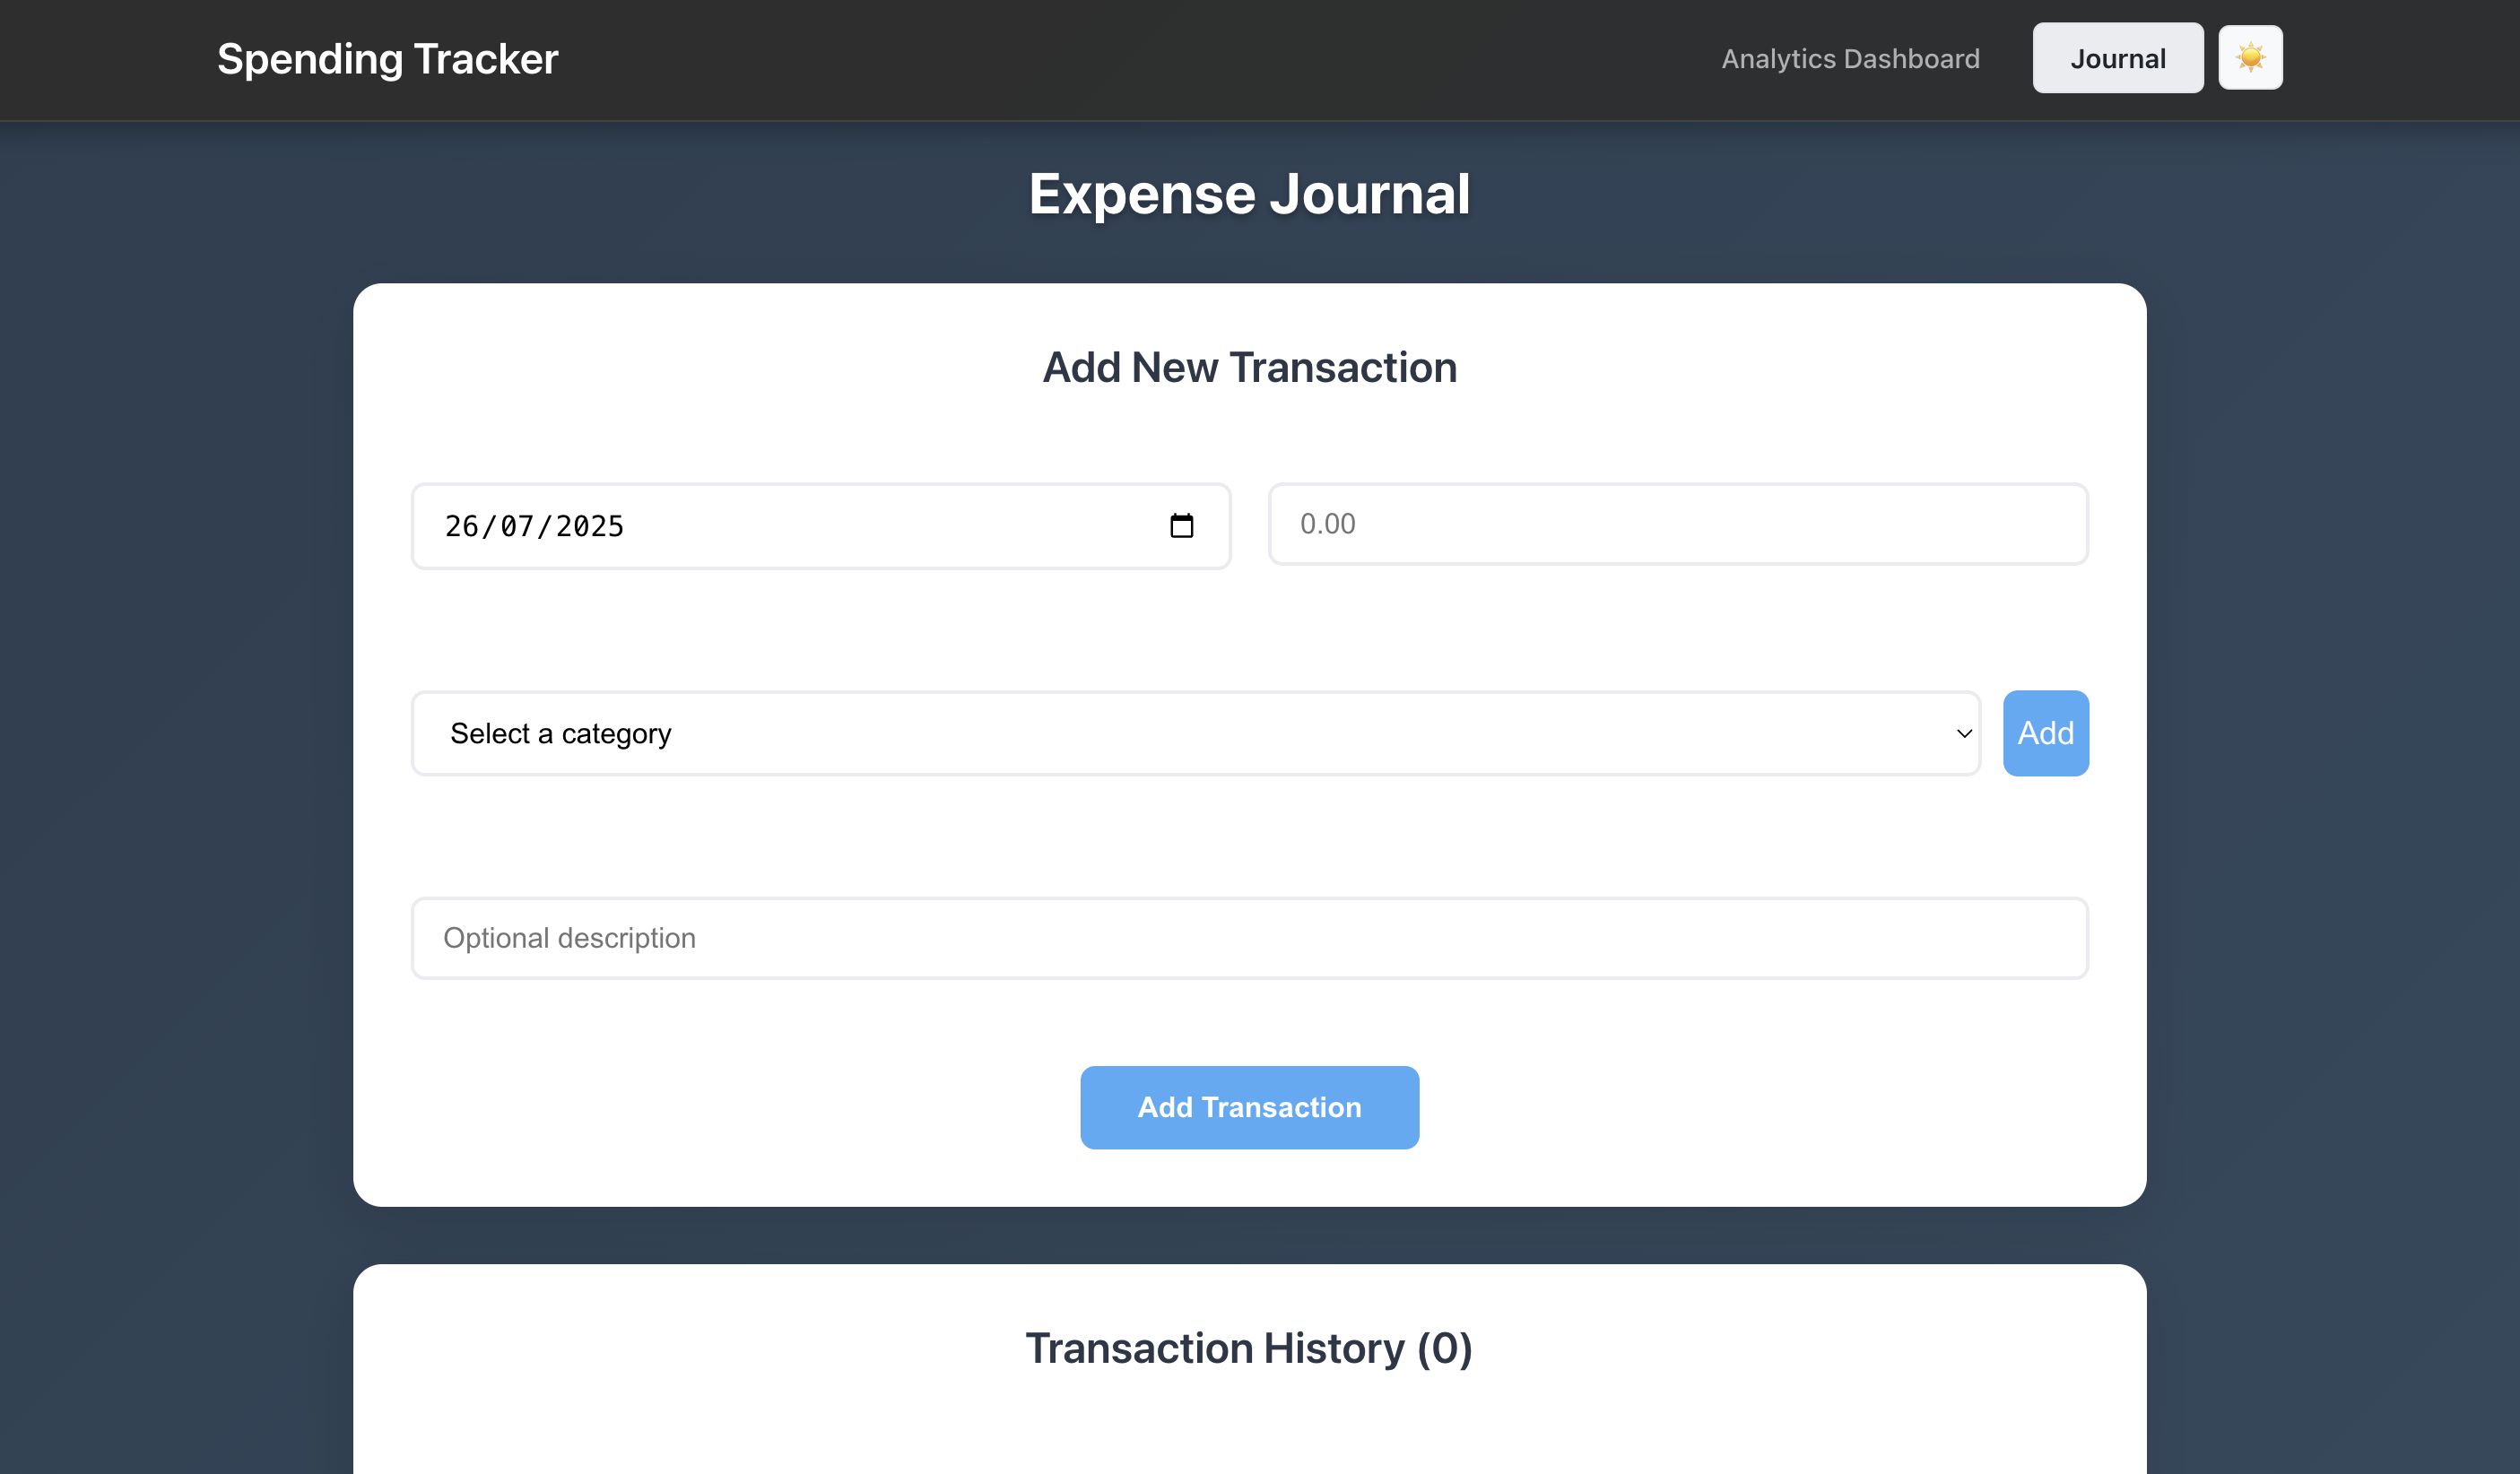 Spending Tracker
Analytics Dashboard
Journal
Expense Journal
Add New Transaction
26/07/2025
0.00
Select a category
Add
Optional description
Add Transaction
Transaction History (0)